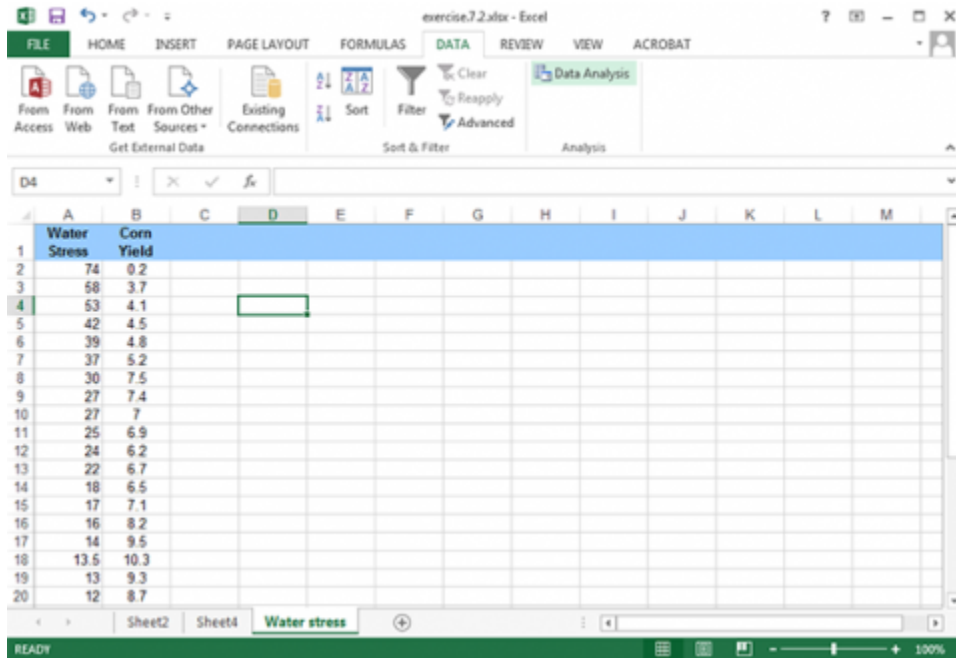 exercise.7.2.xlsx - Excel
FILE HOME INSERT PAGE LAYOUT FORMULAS DATA REVIEW VIEW ACROBAT
From Access From Web From Text From Other Sources Existing Connections
Get External Data
Sort Filter Clear Reapply Advanced
Sort & Filter
Data Analysis
Analysis
D4 fx
A B C D E F G H I J K L M
1 Water Stress Corn Yield
2 74 0.2
3 58 3.7
4 53 4.1
5 42 4.5
6 39 4.8
7 37 5.2
8 30 7.5
9 27 7.4
10 27 7
11 25 6.9
12 24 6.2
13 22 6.7
14 18 6.5
15 17 7.1
16 16 8.2
17 14 9.5
18 13.5 10.3
19 13 9.3
20 12 8.7
Sheet2 Sheet4 Water stress
READY 100%